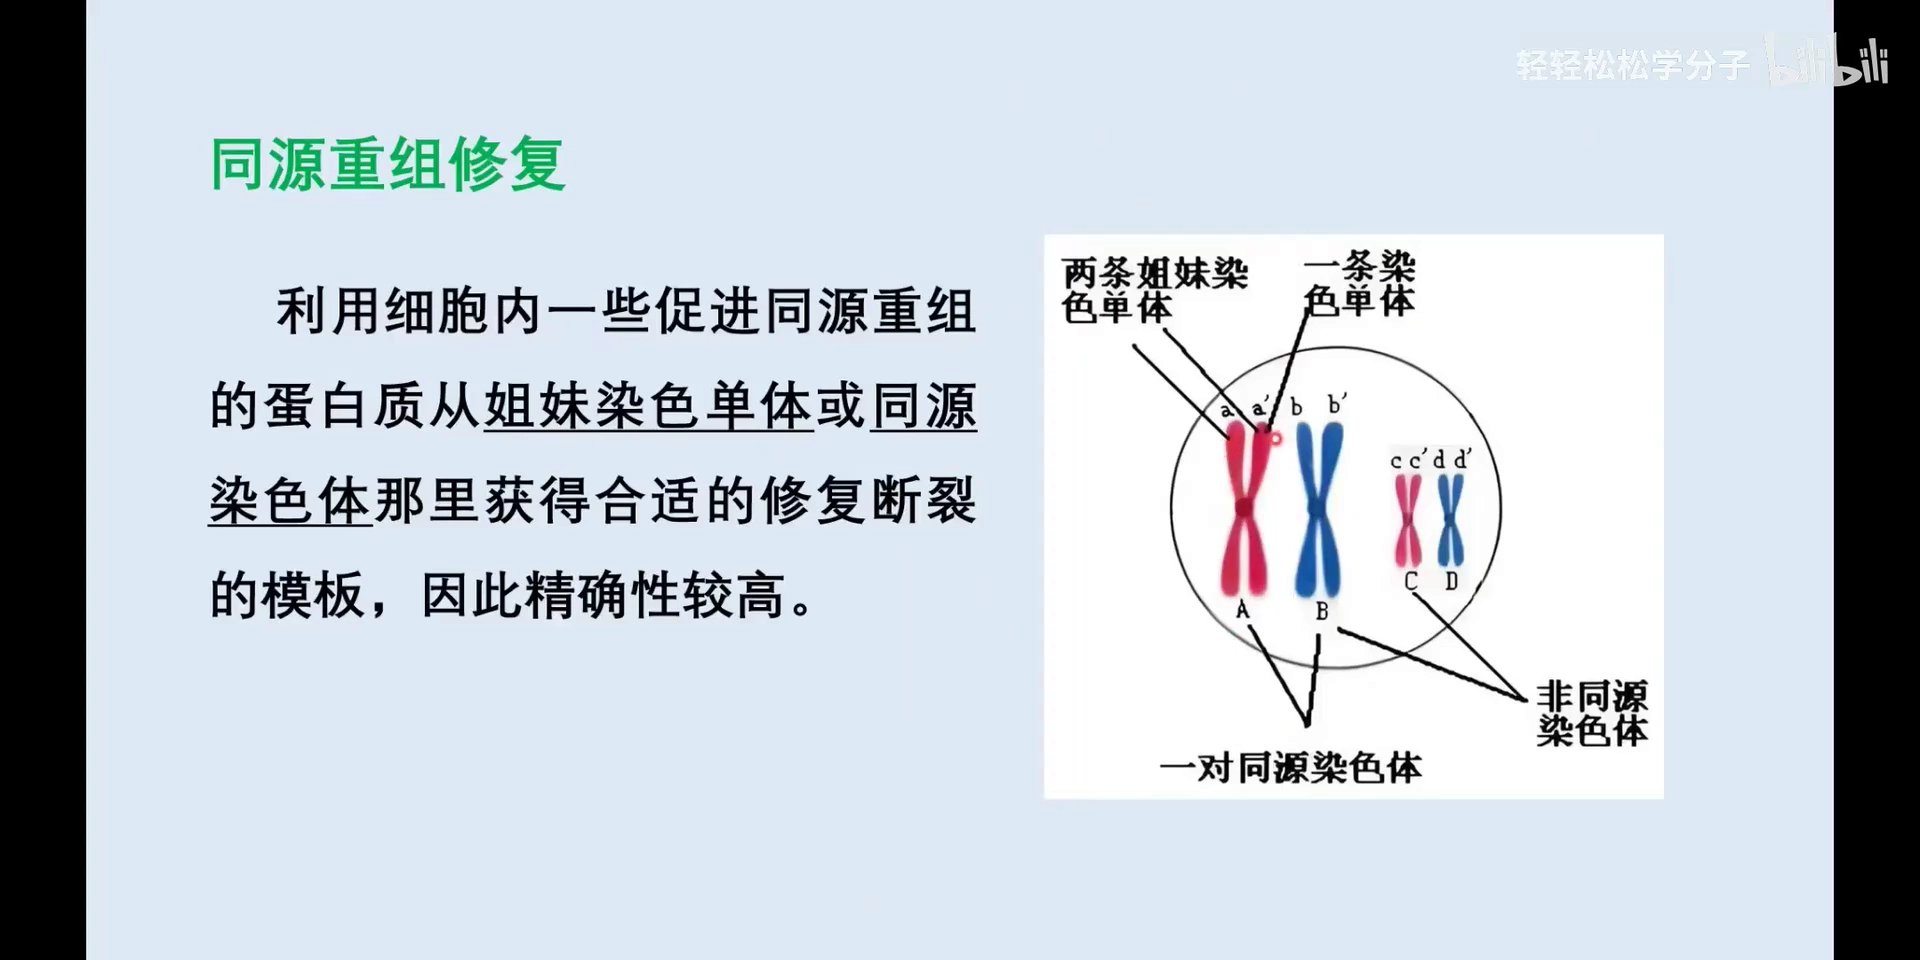 轻轻松松学分子 bilibili
同源重组修复
利用细胞内一些促进同源重组
的蛋白质从姐妹染色单体或同源
染色体那里获得合适的修复断裂
的模板，因此精确性较高。
两条姐妹染
色单体
一条染
色单体
a a' b b'
c c' d d'
A B
C D
非同源
染色体
一对同源染色体